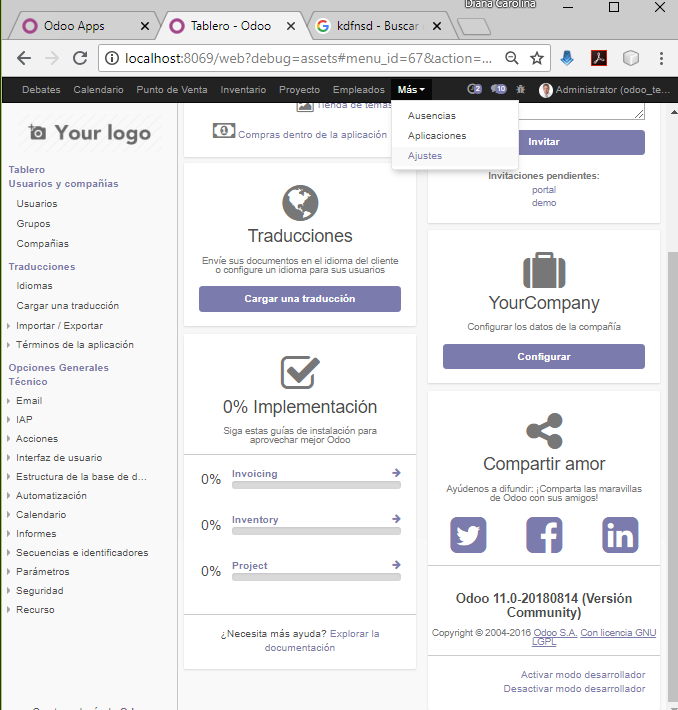 Diana Carolina
Odoo Apps
Tablero - Odoo
kdfnsd - Buscar
localhost:8069/web?debug=assets#menu_id=67&action=...
Debates Calendario Punto de Venta Inventario Proyecto Empleados Más 2 10 Administrator (odoo_te...
Ausencias
Aplicaciones
Ajustes
Your logo
Tablero
Usuarios y compañías
Usuarios
Grupos
Compañias
Traducciones
Idiomas
Cargar una traducción
Importar / Exportar
Términos de la aplicación
Opciones Generales
Técnico
Email
IAP
Acciones
Interfaz de usuario
Estructura de la base de d...
Automatización
Calendario
Informes
Secuencias e identificadores
Parámetros
Seguridad
Recurso
Tienda de temas
Compras dentro de la aplicación
Traducciones
Envíe sus documentos en el idioma del cliente
o configure un idioma para sus usuarios
Cargar una traducción
0% Implementación
Siga estas guías de instalación para
aprovechar mejor Odoo
0% Invoicing
0% Inventory
0% Project
¿Necesita más ayuda? Explorar la
documentación
Invitar
Invitaciones pendientes:
portal
demo
YourCompany
Configurar los datos de la compañía
Configurar
Compartir amor
Ayúdenos a difundir: ¡Comparta las maravillas
de Odoo con sus amigos!
Odoo 11.0-20180814 (Versión
Community)
Copyright © 2004-2016 Odoo S.A. Con licencia GNU
LGPL
Activar modo desarrollador
Desactivar modo desarrollador